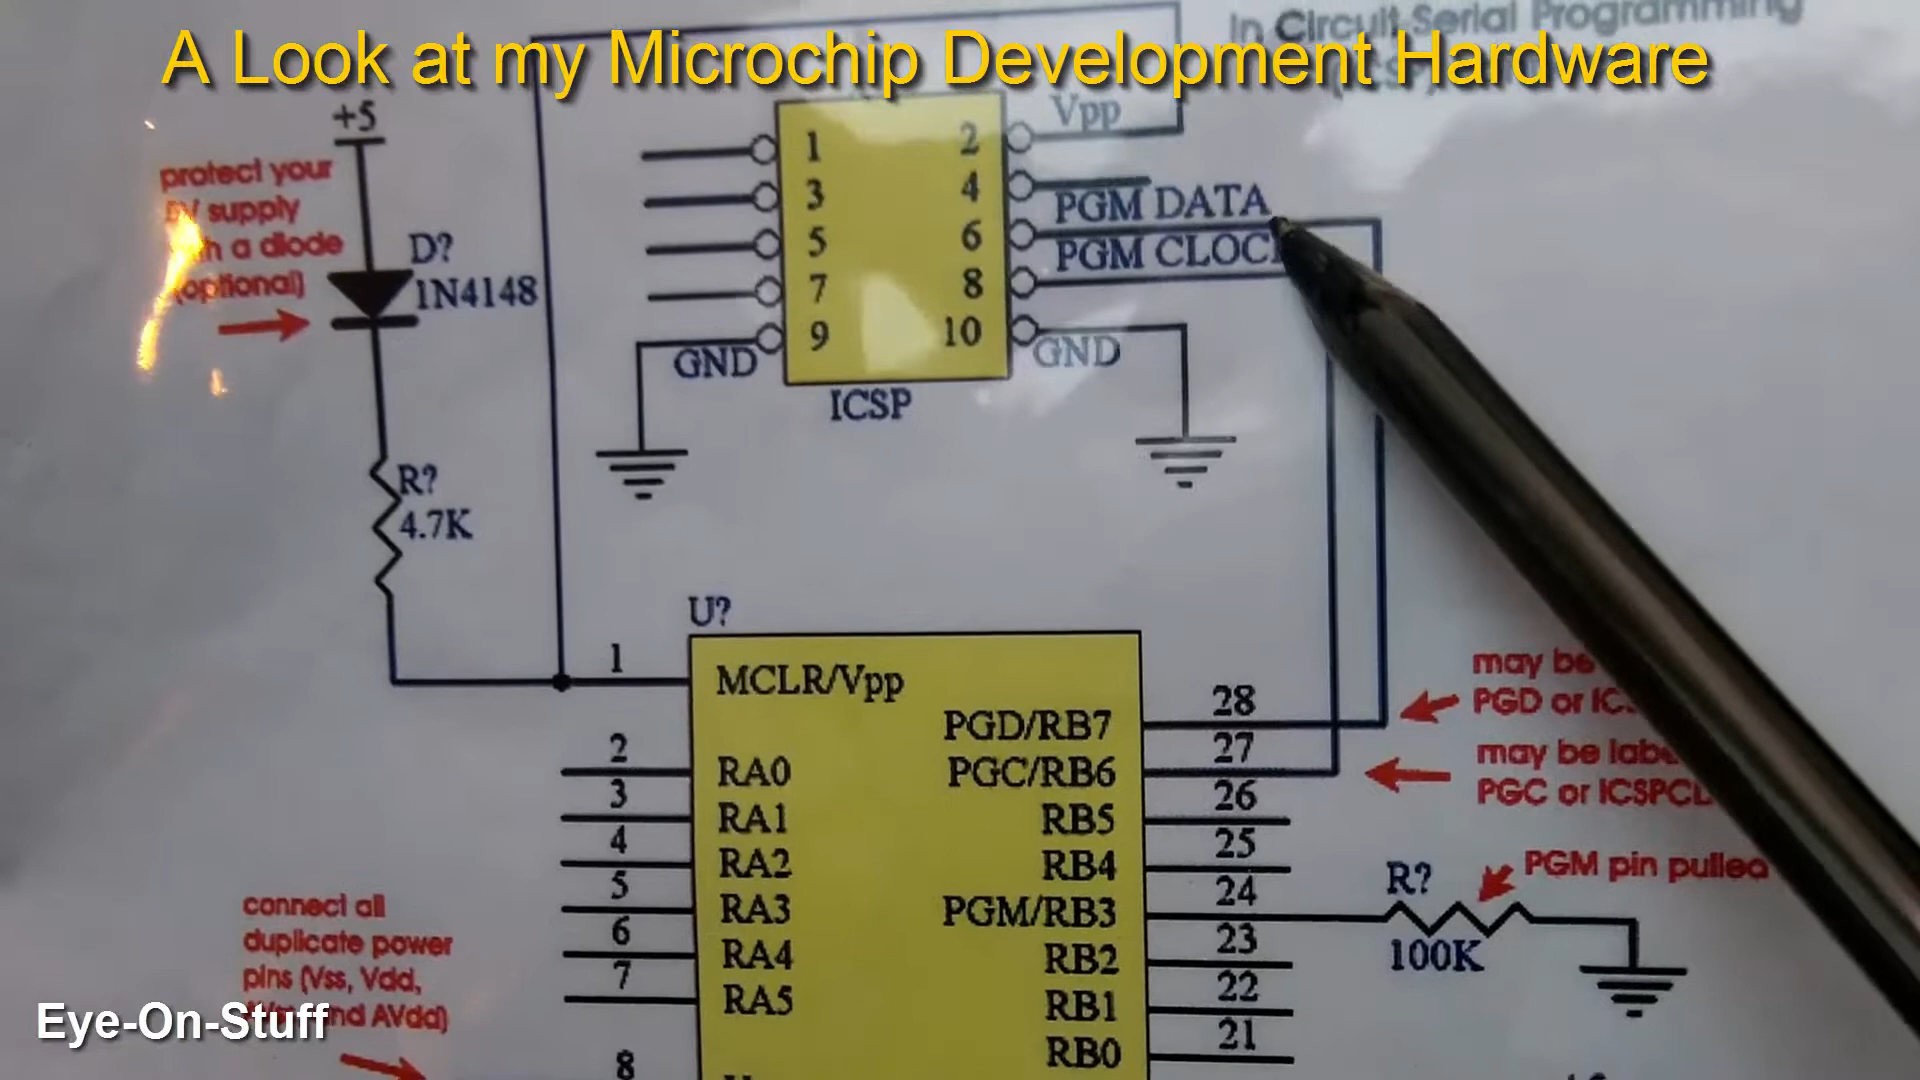 In Circuit Serial Programming
A Look at my Microchip Development Hardware
+5
protect your
supply
a diode
(optional)
D?
1N4148
R?
4.7K
1 2 Vpp
3 4
PGM DATA
5 6
PGM
7 8
9 10
GND GND
ICSP
U?
1 MCLR/Vpp
PGD/RB7 28
may be
PGD or
2 RA0 PGC/RB6 27
may be
PGC or
3 RA1 RB5 26
4 RA2 RB4 25
5 RA3 PGM/RB3 24
R?
100K
PGM pin pulled
6 RA4 RB2 23
7 RA5 RB1 22
RB0 21
8
connect all
duplicate power
pins (Vss, Vdd,
AVdd)
Eye-On-Stuff